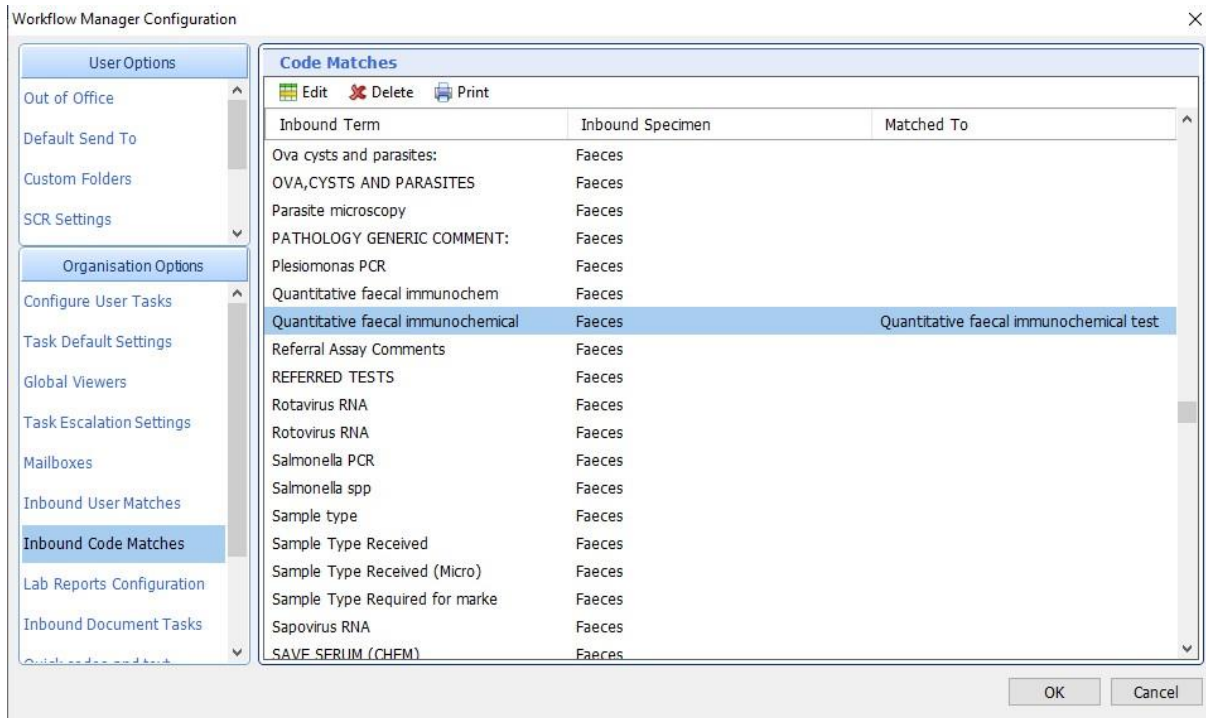 Workflow Manager Configuration
User Options
Out of Office
Default Send To
Custom Folders
SCR Settings
Organisation Options
Configure User Tasks
Task Default Settings
Global Viewers
Task Escalation Settings
Mailboxes
Inbound User Matches
Inbound Code Matches
Lab Reports Configuration
Inbound Document Tasks
Code Matches
Edit Delete Print
Inbound Term Inbound Specimen Matched To
Ova cysts and parasites: Faeces
OVA,CYSTS AND PARASITES Faeces
Parasite microscopy Faeces
PATHOLOGY GENERIC COMMENT: Faeces
Plesiomonas PCR Faeces
Quantitative faecal immunochem Faeces
Quantitative faecal immunochemical Faeces Quantitative faecal immunochemical test
Referral Assay Comments Faeces
REFERRED TESTS Faeces
Rotavirus RNA Faeces
Rotovirus RNA Faeces
Salmonella PCR Faeces
Salmonella spp Faeces
Sample type Faeces
Sample Type Received Faeces
Sample Type Received (Micro) Faeces
Sample Type Required for marke Faeces
Sapovirus RNA Faeces
SAVE SERUM (CHEM) Faeces
OK Cancel